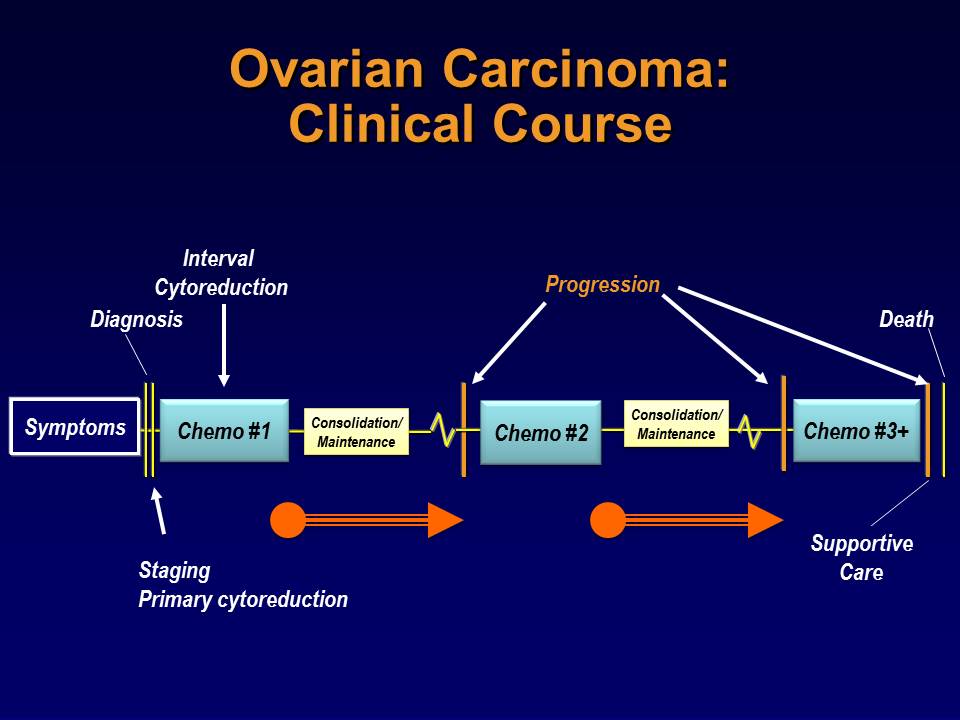 Ovarian Carcinoma:
Clinical Course
Interval
Cytoreduction
Diagnosis
Progression
Death
Symptoms
Chemo #1
Consolidation/
Maintenance
Chemo #2
Consolidation/
Maintenance
Chemo #3+
Staging
Primary cytoreduction
Supportive
Care